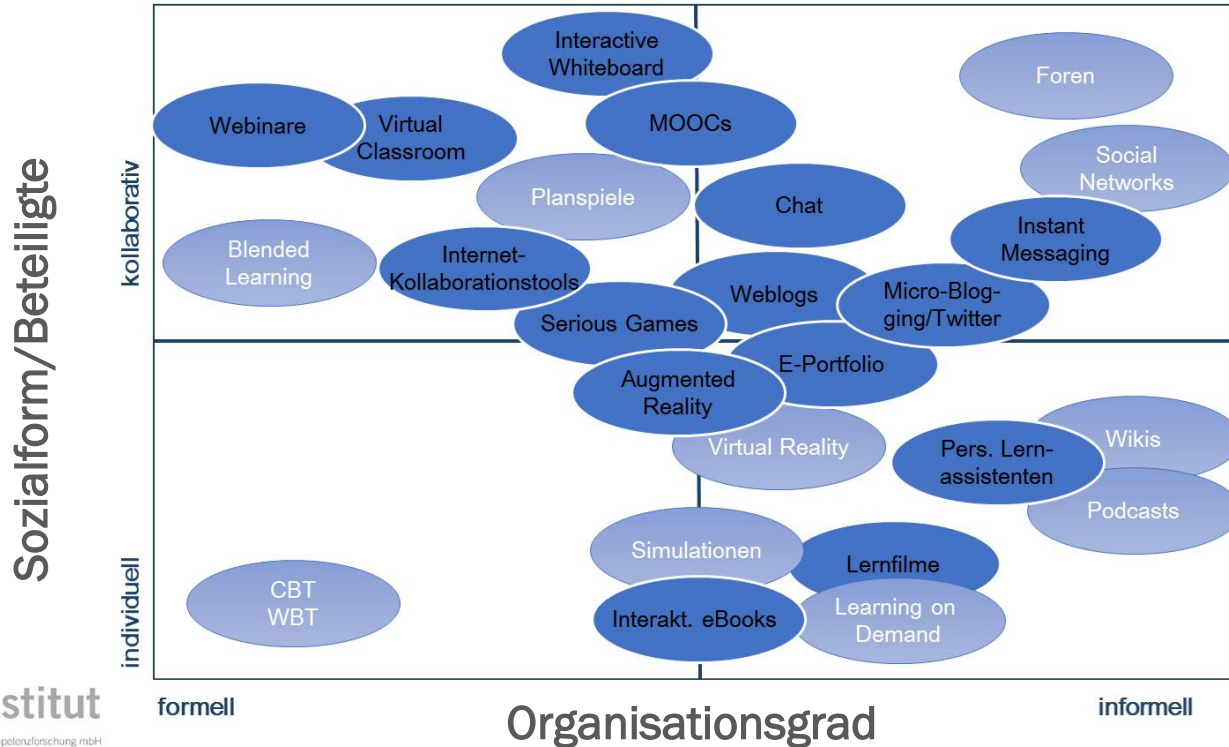 Interactive
Whiteboard
Foren
Webinare
Virtual
Classroom
MOOCs
Social
Networks
Planspiele
Chat
Instant
Messaging
Blended
Learning
Internet-
Kollaborationstools
Weblogs
Micro-Blog-
ging/Twitter
Serious Games
E-Portfolio
Augmented
Reality
Virtual Reality
Pers. Lern-
assistenten
Wikis
Podcasts
Simulationen
Lernfilme
CBT
WBT
Interakt. eBooks
Learning on
Demand
Sozialform/Beteiligte
kollaborativ
individuell
formell
Organisationsgrad
informell
stitut
petenzforschung mbH